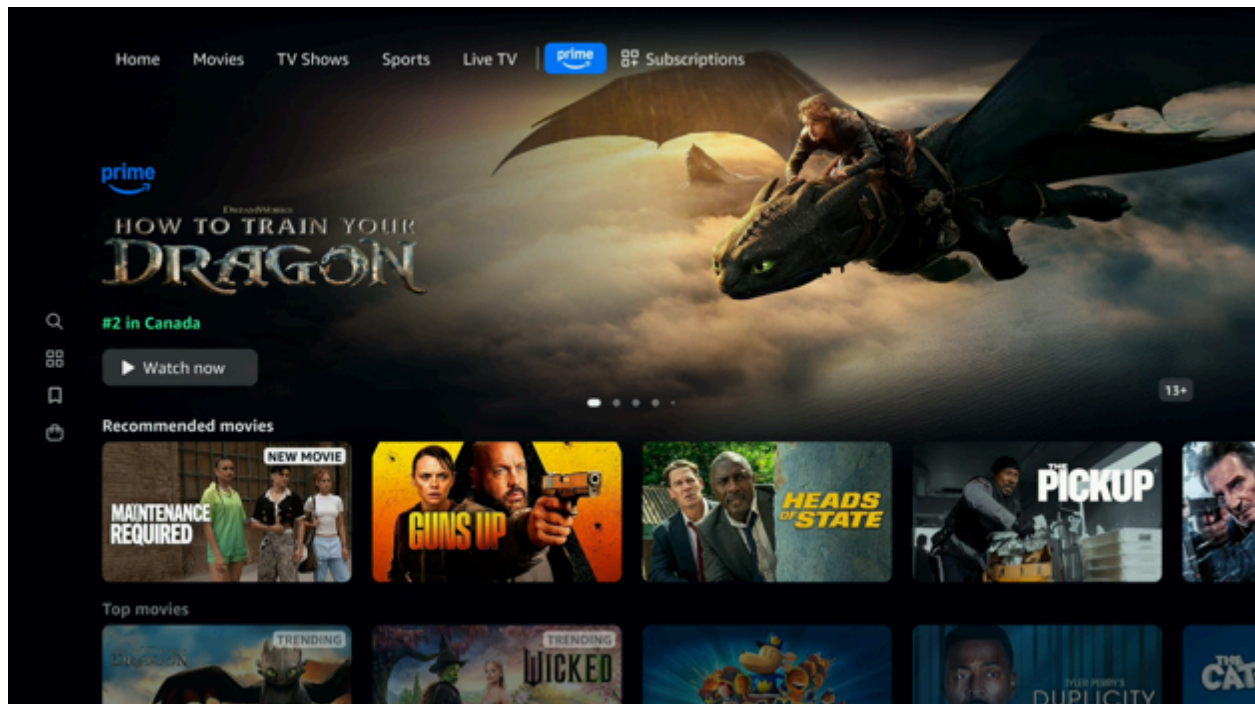 Home Movies TV Shows Sports Live TV prime Subscriptions
prime
DREAMWORKS
HOW TO TRAIN YOUR
DRAGON
#2 in Canada
Watch now
13+
Recommended movies
NEW MOVIE
MAINTENANCE
REQUIRED
GUNS UP
HEADS
OF STATE
THE
PICKUP
Top movies
TRENDING
DRAGON
TRENDING
WICKED
TYLER PERRY'S
DUPLICITY
THE
CAT